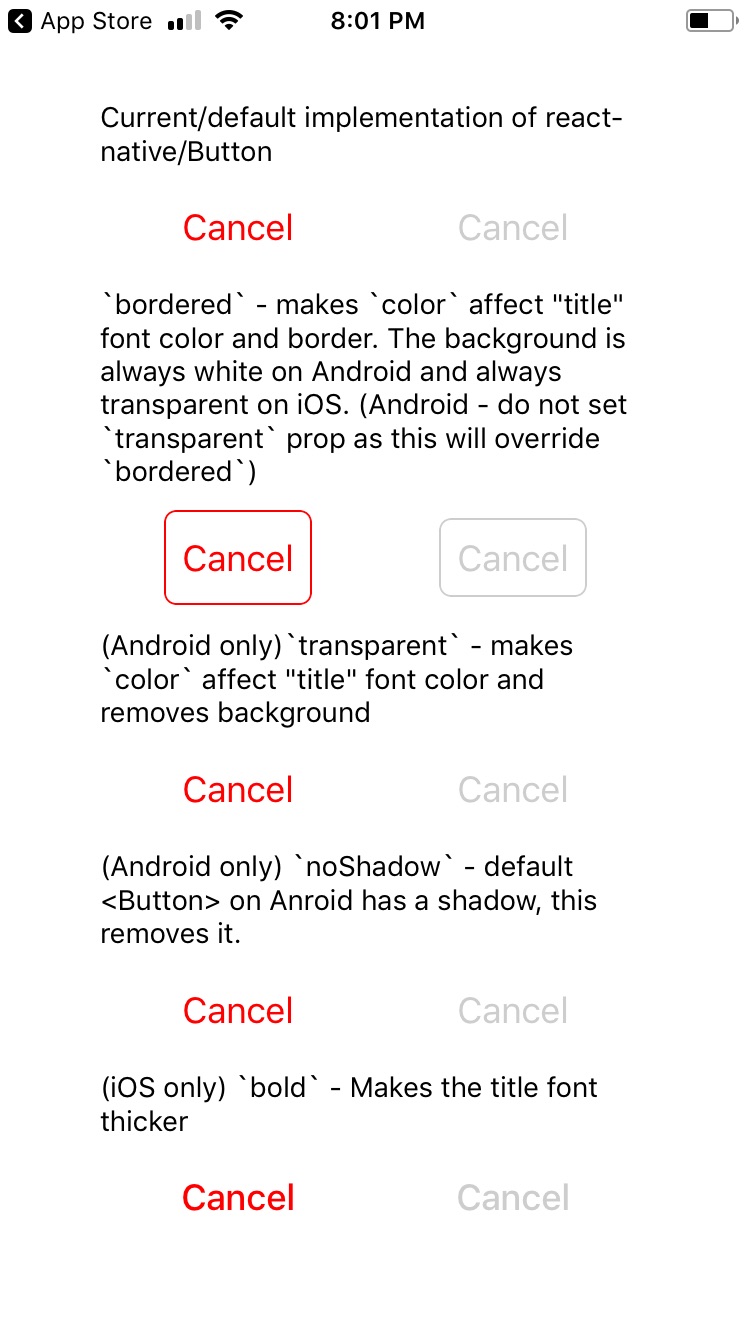 App Store 8:01 PM
Current/default implementation of react-
native/Button
Cancel Cancel
`bordered` - makes `color` affect "title"
font color and border. The background is
always white on Android and always
transparent on iOS. (Android - do not set
`transparent` prop as this will override
`bordered`)
Cancel Cancel
(Android only)`transparent` - makes
`color` affect "title" font color and
removes background
Cancel Cancel
(Android only) `noShadow` - default
<Button> on Anroid has a shadow, this
removes it.
Cancel Cancel
(iOS only) `bold` - Makes the title font
thicker
Cancel Cancel